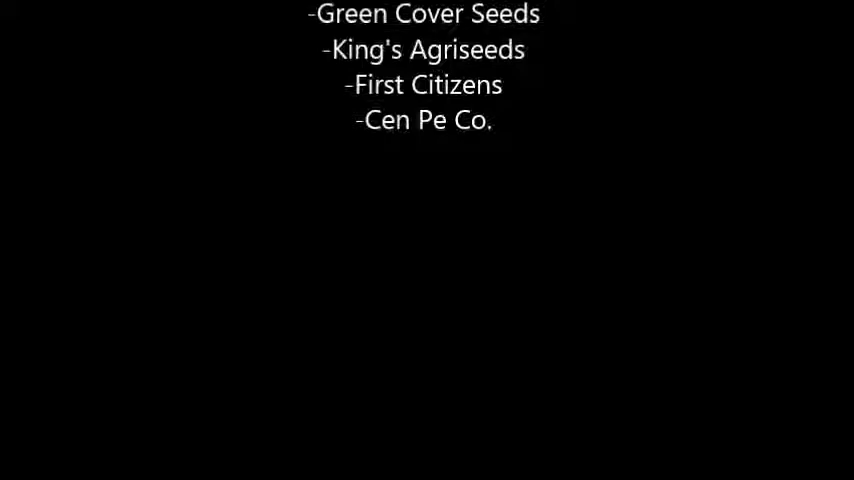 -Green Cover Seeds
-King's Agriseeds
-First Citizens
-Cen Pe Co.